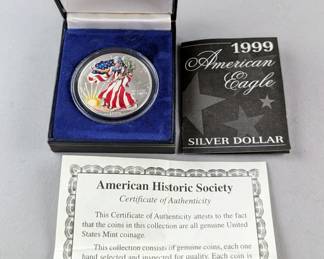 1999
American
Eagle
SILVER DOLLAR
American Historic Society
Certificate of Authenticity
This Certificate of Authenticity attests to the fact
that the coins in this collection are all genuine United
States Mint coinage.
This collection consists of genuine coins, each one
hand selected and inspected for quality. Each coin is